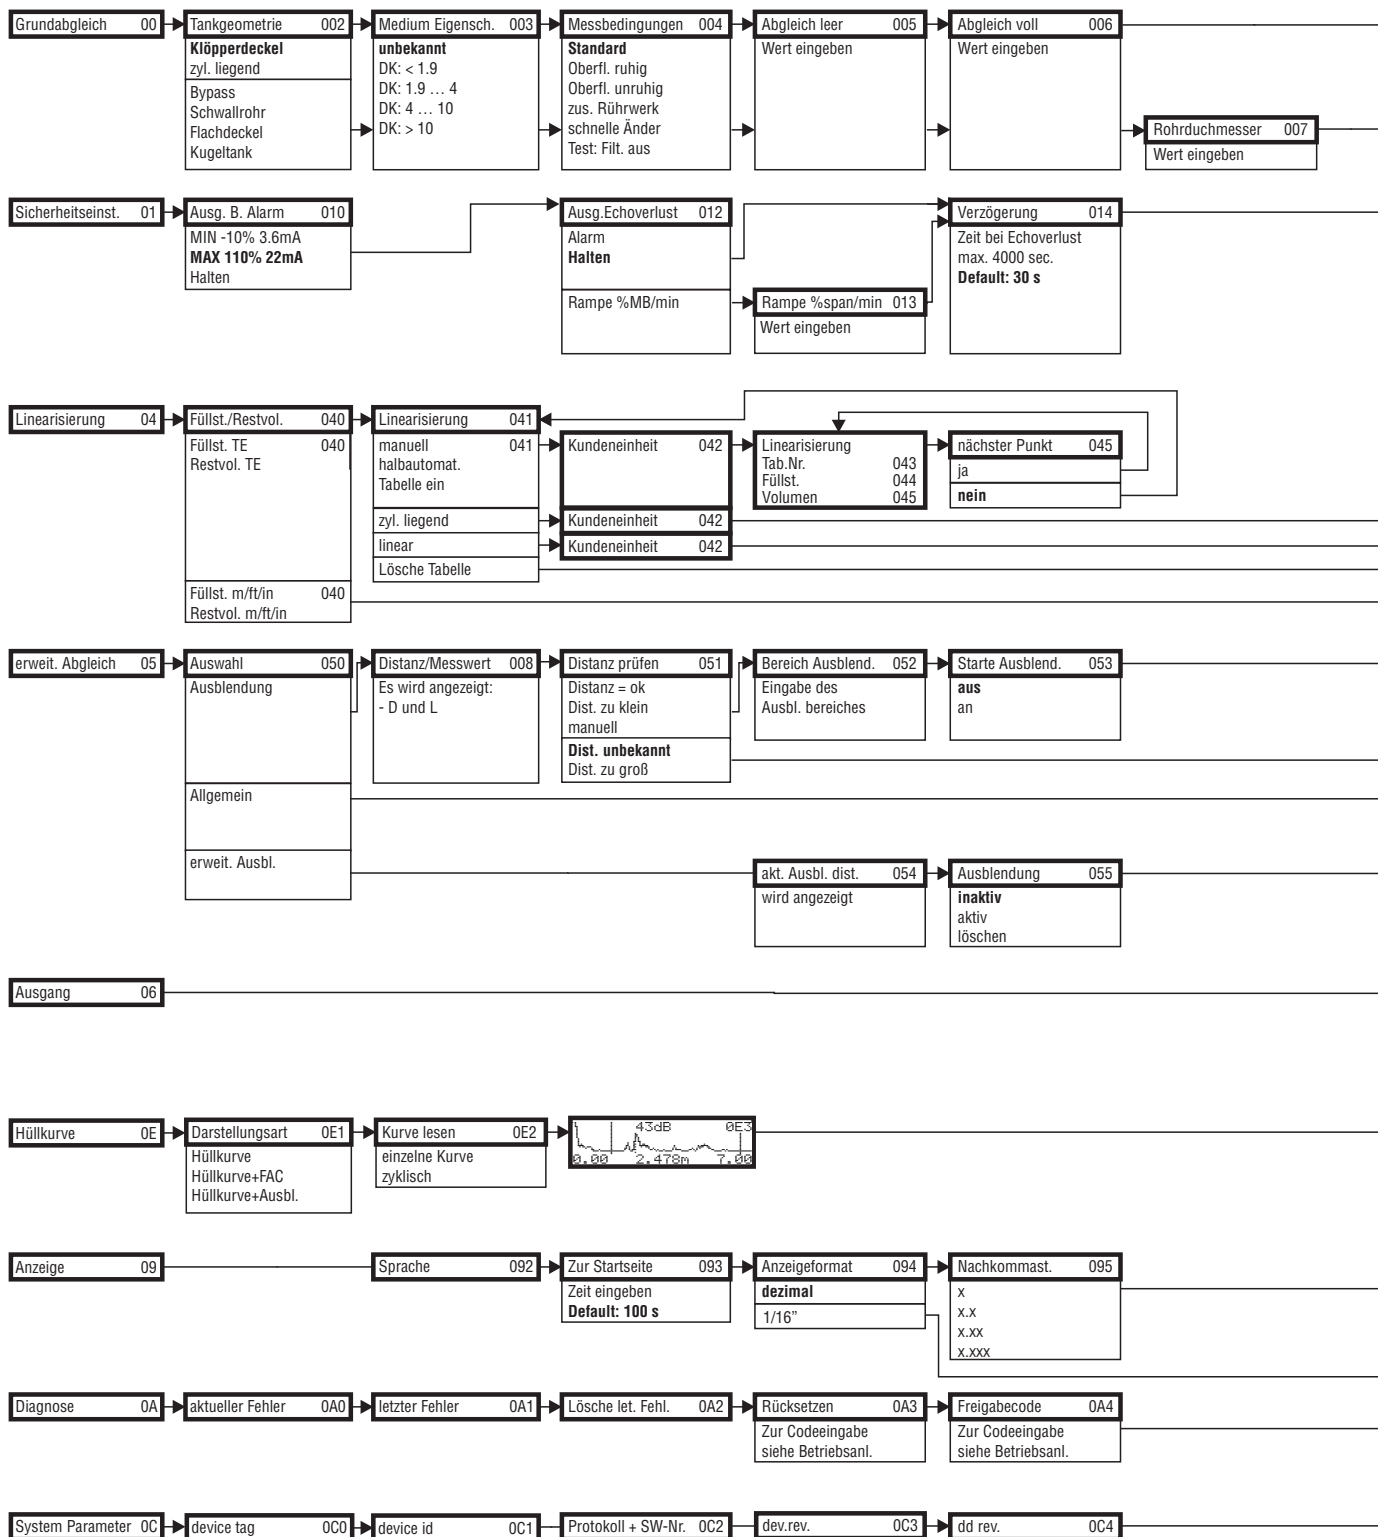 Grundabgleich 00
Tankgeometrie 002
Klöpperdeckel
zyl. liegend
Bypass
Schwallrohr
Flachdeckel
Kugeltank
Medium Eigensch. 003
unbekannt
DK: < 1.9
DK: 1.9 … 4
DK: 4 … 10
DK: > 10
Messbedingungen 004
Standard
Oberfl. ruhig
Oberfl. unruhig
zus. Rührwerk
schnelle Änder
Test: Filt. aus
Abgleich leer 005
Wert eingeben
Abgleich voll 006
Wert eingeben
Rohrduchmesser 007
Wert eingeben
Sicherheitseinst. 01
Ausg. B. Alarm 010
MIN -10% 3.6mA
MAX 110% 22mA
Halten
Ausg.Echoverlust 012
Alarm
Halten
Rampe %MB/min
Rampe %span/min 013
Wert eingeben
Verzögerung 014
Zeit bei Echoverlust
max. 4000 sec.
Default: 30 s
Linearisierung 04
Füllst./Restvol. 040
Füllst. TE 040
Restvol. TE
Füllst. m/ft/in 040
Restvol. m/ft/in
Linearisierung 041
manuell 041
halbautomat.
Tabelle ein
zyl. liegend
linear
Lösche Tabelle
Kundeneinheit 042
Kundeneinheit 042
Kundeneinheit 042
Linearisierung
Tab.Nr. 043
Füllst. 044
Volumen 045
nächster Punkt 045
ja
nein
erweit. Abgleich 05
Auswahl 050
Ausblendung
Allgemein
erweit. Ausbl.
Distanz/Messwert 008
Es wird angezeigt:
- D und L
Distanz prüfen 051
Distanz = ok
Dist. zu klein
manuell
Dist. unbekannt
Dist. zu groß
Bereich Ausblend. 052
Eingabe des
Ausbl. bereiches
Starte Ausblend. 053
aus
an
akt. Ausbl. dist. 054
wird angezeigt
Ausblendung 055
inaktiv
aktiv
löschen
Ausgang 06
Hüllkurve 0E
Darstellungsart 0E1
Hüllkurve
Hüllkurve+FAC
Hüllkurve+Ausbl.
Kurve lesen 0E2
einzelne Kurve
zyklisch
43dB 0E3
0.00 2.478m 7.00
Anzeige 09
Sprache 092
Zur Startseite 093
Zeit eingeben
Default: 100 s
Anzeigeformat 094
dezimal
1/16”
Nachkommast. 095
x
x.x
x.xx
x.xxx
Diagnose 0A
aktueller Fehler 0A0
letzter Fehler 0A1
Lösche let. Fehl. 0A2
Rücksetzen 0A3
Zur Codeeingabe
siehe Betriebsanl.
Freigabecode 0A4
Zur Codeeingabe
siehe Betriebsanl.
System Parameter 0C
device tag 0C0
device id 0C1
Protokoll + SW-Nr. 0C2
dev.rev. 0C3
dd rev. 0C4